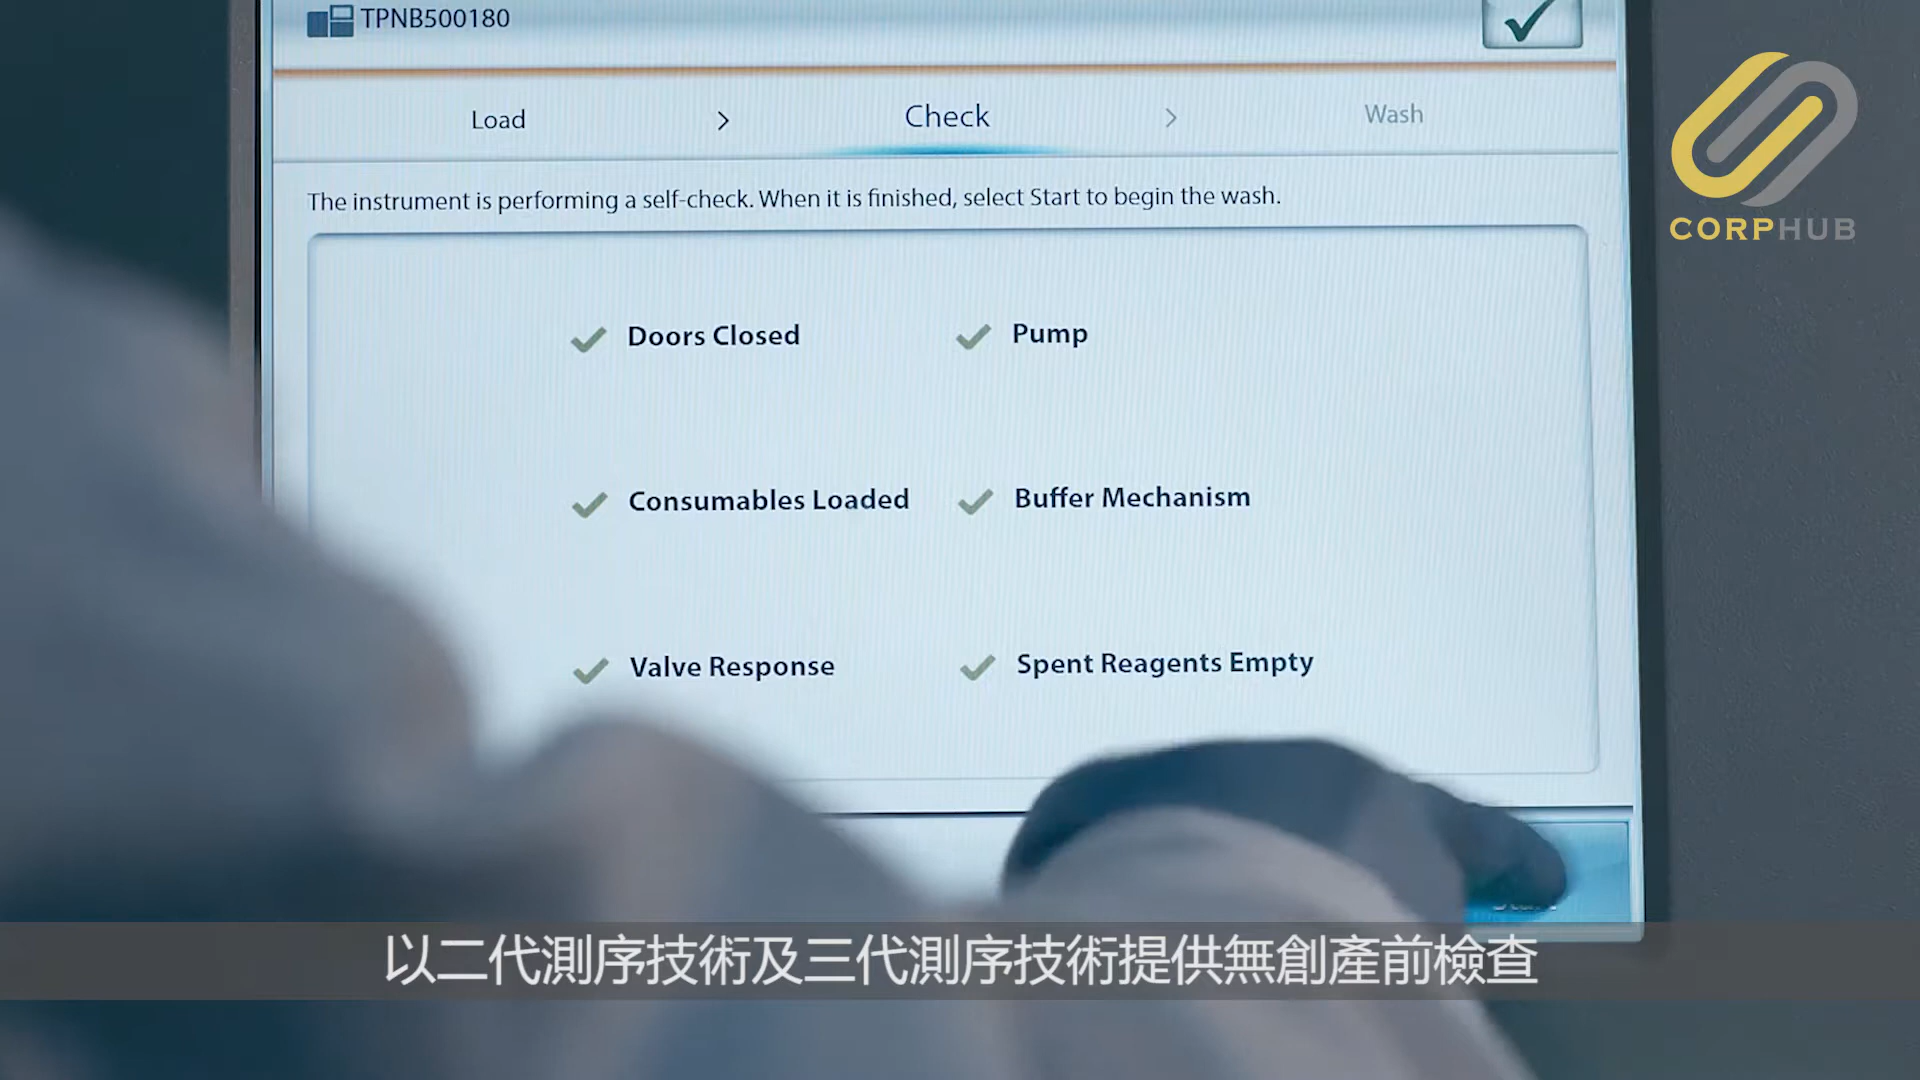 TPNB500180
Load > Check > Wash
The instrument is performing a self-check. When it is finished, select Start to begin the wash.
Doors Closed
Pump
Consumables Loaded
Buffer Mechanism
Valve Response
Spent Reagents Empty
CORPHUB
以二代測序技術及三代測序技術提供無創產前檢查